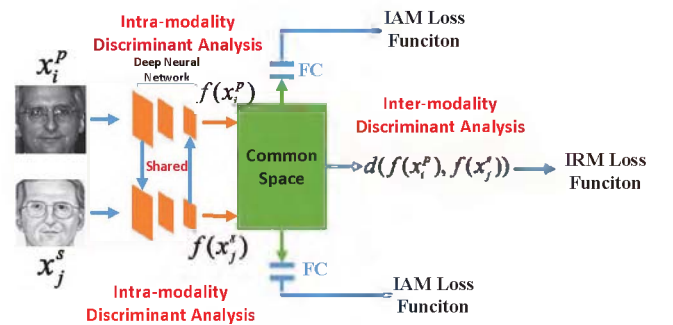 Intra-modality
Discriminant Analysis
IAM Loss
Funciton
Deep Neural
Network
FC
x_i^p
f(x_i^p)
Inter-modality
Discriminant Analysis
Shared
Common
Space
d(f(x_i^p), f(x_j^s))
IRM Loss
Funciton
f(x_j^s)
x_j^s
FC
Intra-modality
Discriminant Analysis
IAM Loss
Funciton